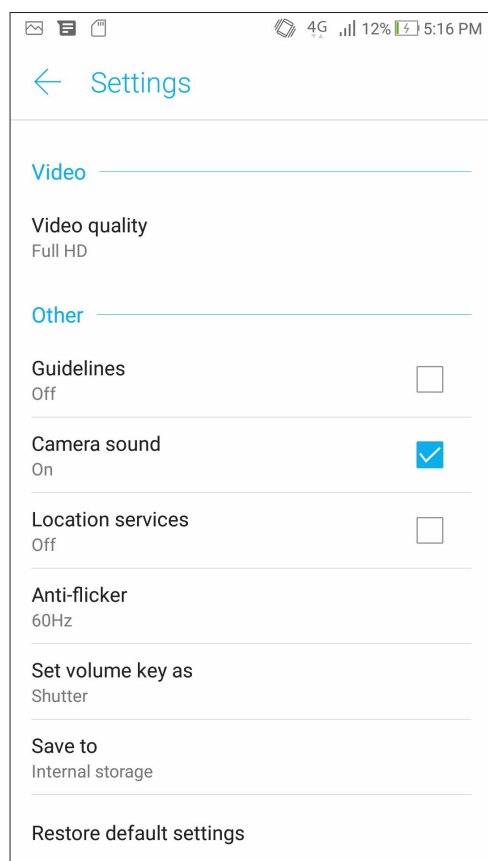 4G 12% 5:16 PM
Settings
Video
Video quality
Full HD
Other
Guidelines
Off
Camera sound
On
Location services
Off
Anti-flicker
60Hz
Set volume key as
Shutter
Save to
Internal storage
Restore default settings